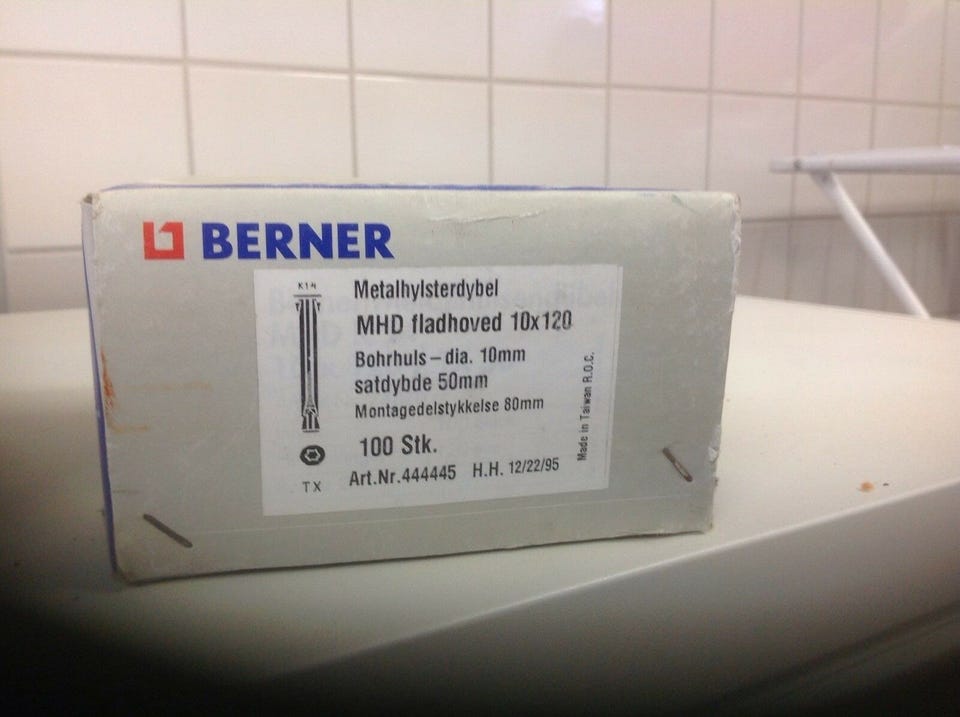 BERNER
K14
Metalhylsterdybel
MHD fladhoved 10x120
Bohrhuls – dia. 10mm
satdybde 50mm
Montagedelstykkelse 80mm
100 Stk.
Art.Nr.444445 H.H. 12/22/95
TX
Made in Taiwan R.O.C.